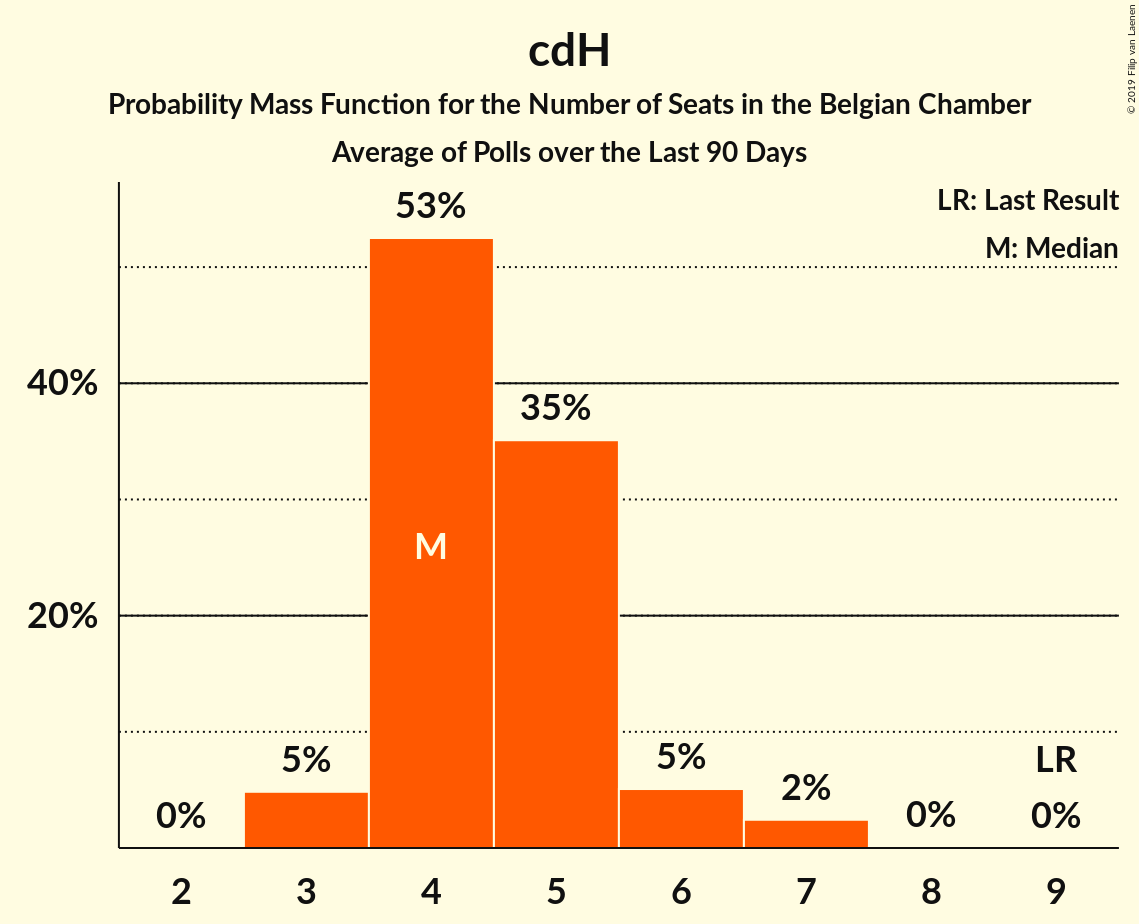 cdH
Probability Mass Function for the Number of Seats in the Belgian Chamber
Average of Polls over the Last 90 Days
© 2019 Filip van Laenen
LR: Last Result
M: Median
53%
40%
35%
M
20%
5%
5%
2%
LR
0%
0%
0%
2 3 4 5 6 7 8 9